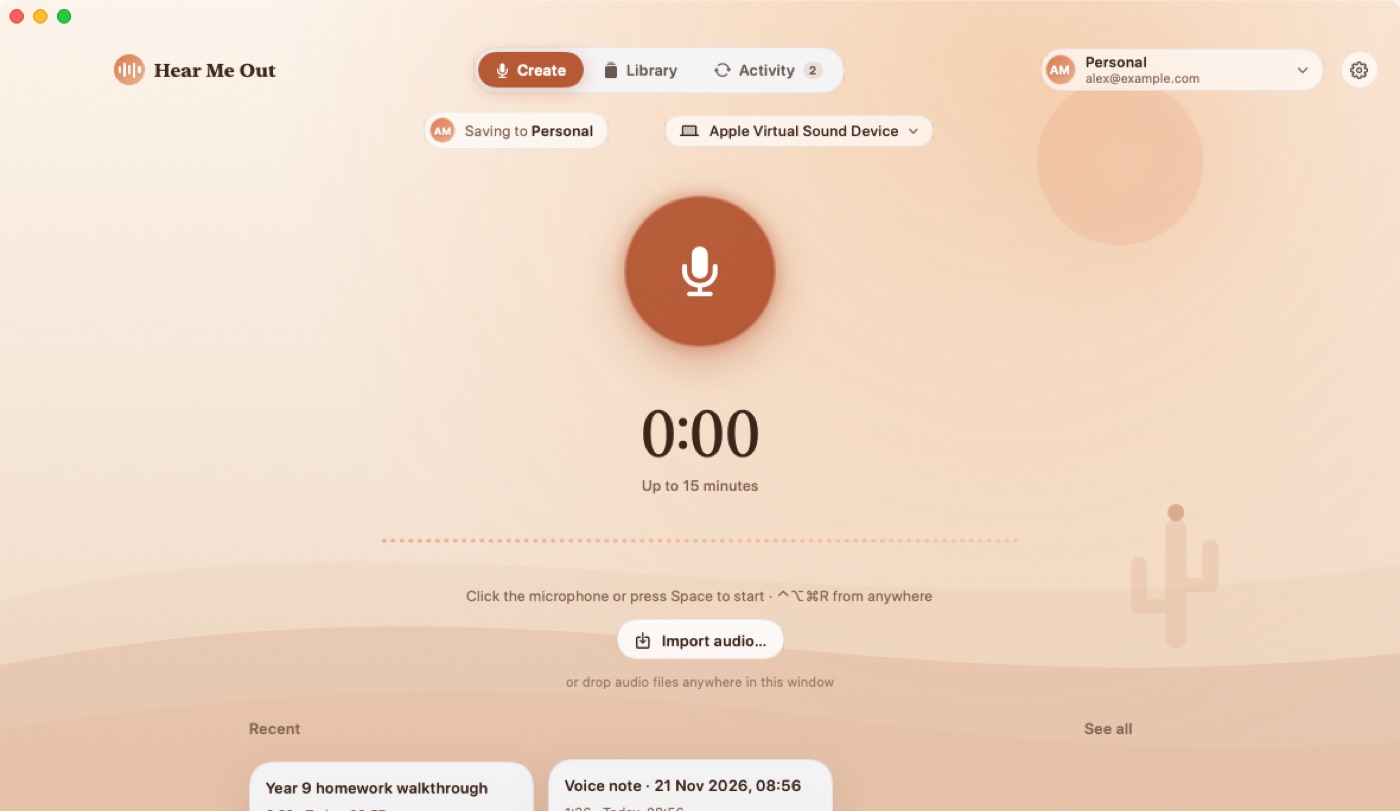 Hear Me Out
Create
Library
Activity 2
AM
Personal
alex@example.com
AM
Saving to Personal
Apple Virtual Sound Device
0:00
Up to 15 minutes
Click the microphone or press Space to start · ^⌥⌘R from anywhere
Import audio...
or drop audio files anywhere in this window
Recent
See all
Year 9 homework walkthrough
Voice note · 21 Nov 2026, 08:56